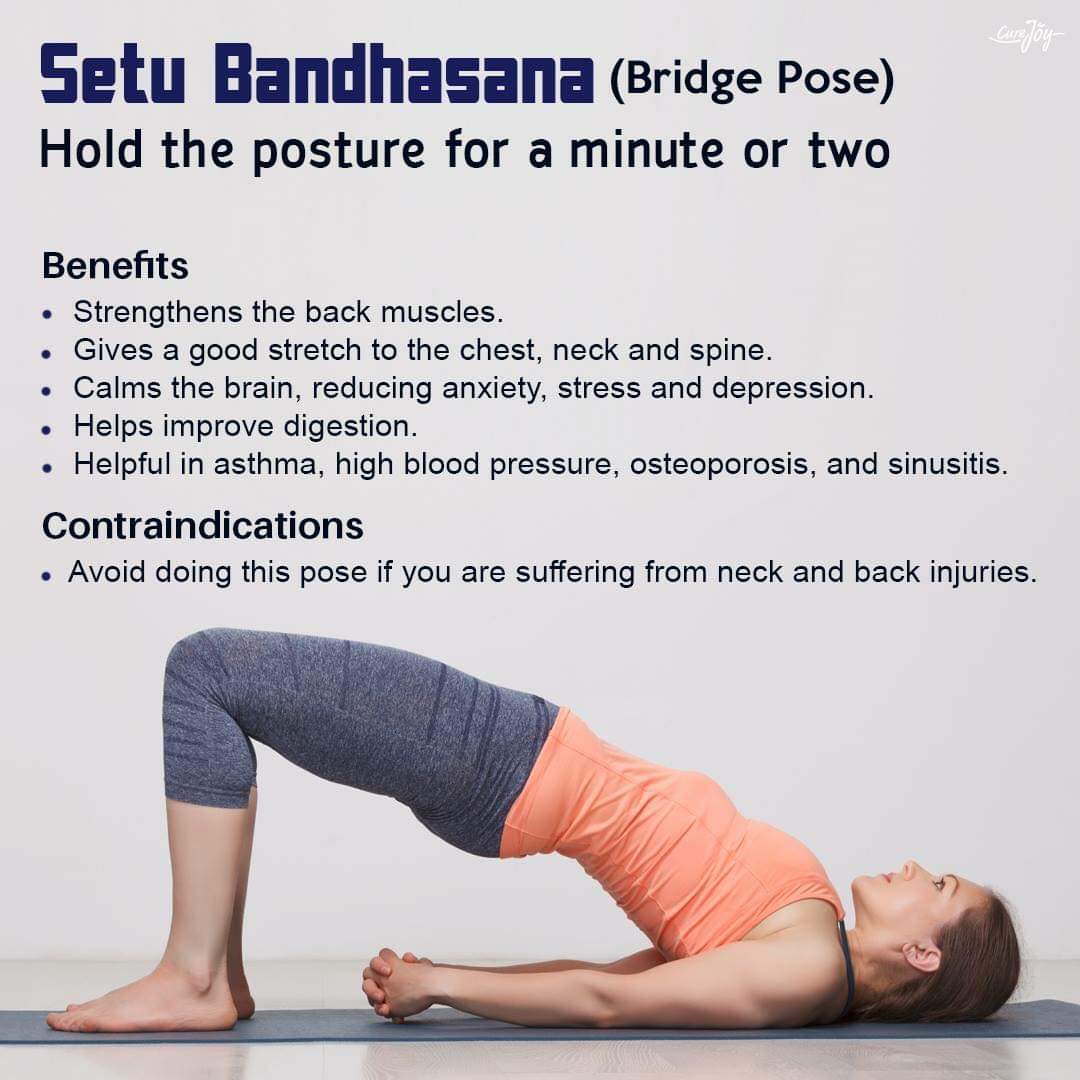 Cure Joy
Setu Bandhasana (Bridge Pose)
Hold the posture for a minute or two
Benefits
• Strengthens the back muscles.
• Gives a good stretch to the chest, neck and spine.
• Calms the brain, reducing anxiety, stress and depression.
• Helps improve digestion.
• Helpful in asthma, high blood pressure, osteoporosis, and sinusitis.
Contraindications
• Avoid doing this pose if you are suffering from neck and back injuries.